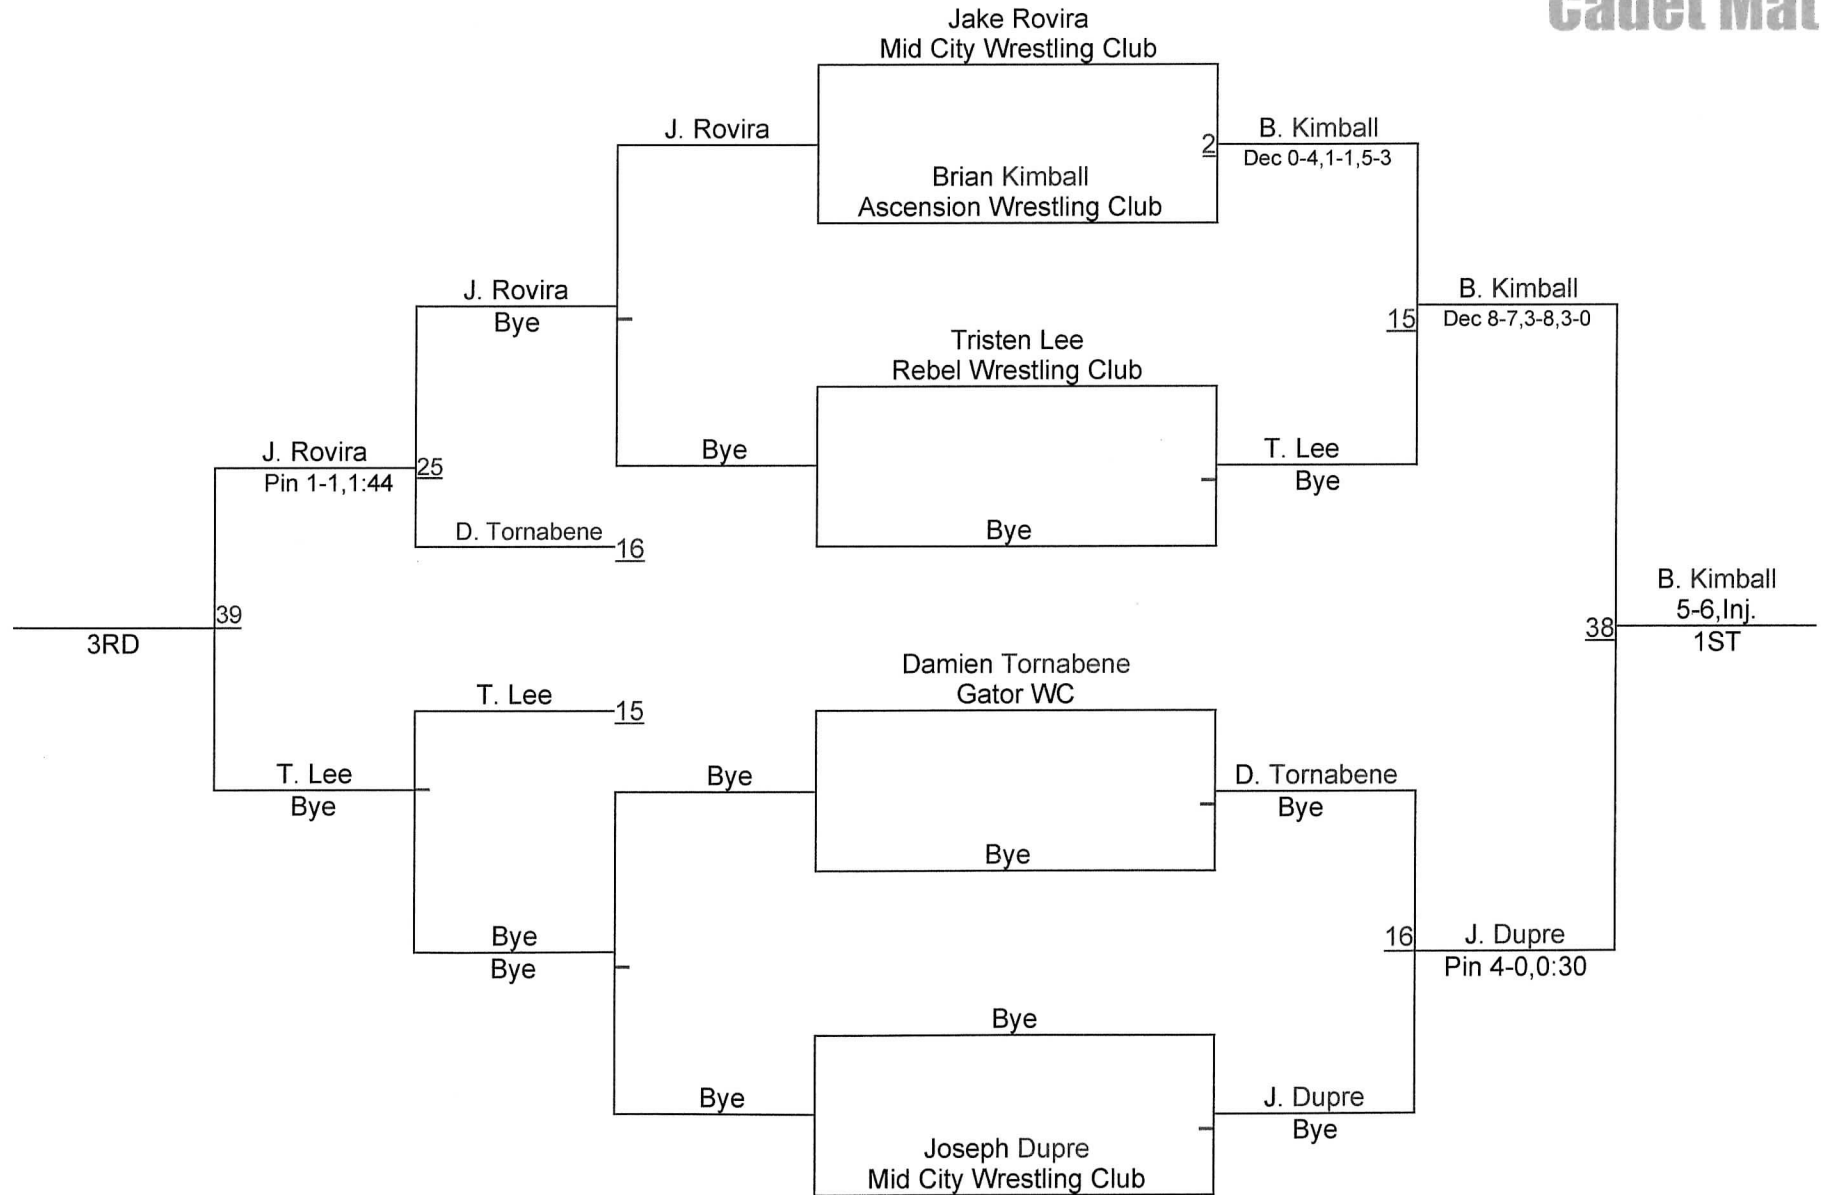 Cadet Mat
Jake Rovira
Mid City Wrestling Club
J. Rovira
2
B. Kimball
Dec 0-4,1-1,5-3
Brian Kimball
Ascension Wrestling Club
J. Rovira
Bye
B. Kimball
Dec 8-7,3-8,3-0
15
Tristen Lee
Rebel Wrestling Club
J. Rovira
Pin 1-1,1:44
25
Bye
T. Lee
Bye
D. Tornabene
16
Bye
39
3RD
B. Kimball
5-6,Inj.
38
1ST
Damien Tornabene
Gator WC
T. Lee
15
T. Lee
Bye
Bye
D. Tornabene
Bye
Bye
Bye
Bye
16
J. Dupre
Pin 4-0,0:30
Bye
Bye
J. Dupre
Bye
Joseph Dupre
Mid City Wrestling Club